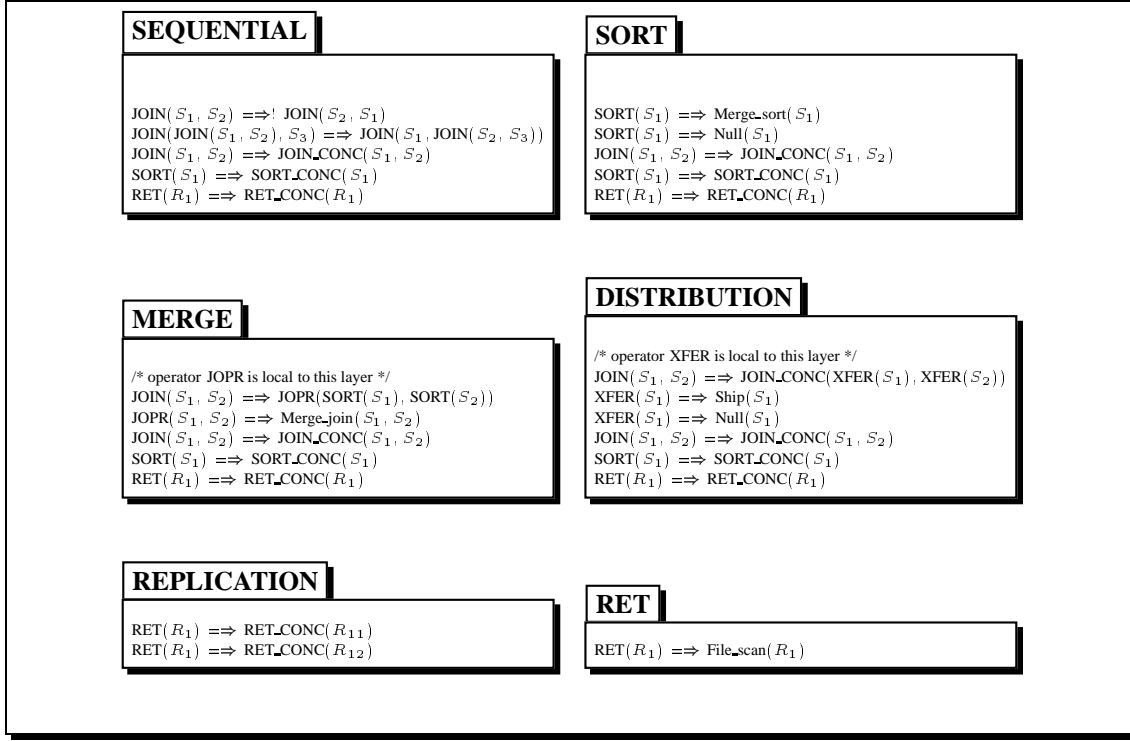 SEQUENTIAL
JOIN(S₁, S₂) ==⇒! JOIN(S₂, S₁)
JOIN(JOIN(S₁, S₂), S₃) ==⇒ JOIN(S₁, JOIN(S₂, S₃))
JOIN(S₁, S₂) ==⇒ JOIN_CONC(S₁, S₂)
SORT(S₁) ==⇒ SORT_CONC(S₁)
RET(R₁) ==⇒ RET_CONC(R₁)
SORT
SORT(S₁) ==⇒ Merge_sort(S₁)
SORT(S₁) ==⇒ Null(S₁)
JOIN(S₁, S₂) ==⇒ JOIN_CONC(S₁, S₂)
SORT(S₁) ==⇒ SORT_CONC(S₁)
RET(R₁) ==⇒ RET_CONC(R₁)
MERGE
/* operator JOPR is local to this layer */
JOIN(S₁, S₂) ==⇒ JOPR(SORT(S₁), SORT(S₂))
JOPR(S₁, S₂) ==⇒ Merge_join(S₁, S₂)
JOIN(S₁, S₂) ==⇒ JOIN_CONC(S₁, S₂)
SORT(S₁) ==⇒ SORT_CONC(S₁)
RET(R₁) ==⇒ RET_CONC(R₁)
DISTRIBUTION
/* operator XFER is local to this layer */
JOIN(S₁, S₂) ==⇒ JOIN_CONC(XFER(S₁), XFER(S₂))
XFER(S₁) ==⇒ Ship(S₁)
XFER(S₁) ==⇒ Null(S₁)
JOIN(S₁, S₂) ==⇒ JOIN_CONC(S₁, S₂)
SORT(S₁) ==⇒ SORT_CONC(S₁)
RET(R₁) ==⇒ RET_CONC(R₁)
REPLICATION
RET(R₁) ==⇒ RET_CONC(R₁₁)
RET(R₁) ==⇒ RET_CONC(R₁₂)
RET
RET(R₁) ==⇒ File_scan(R₁)